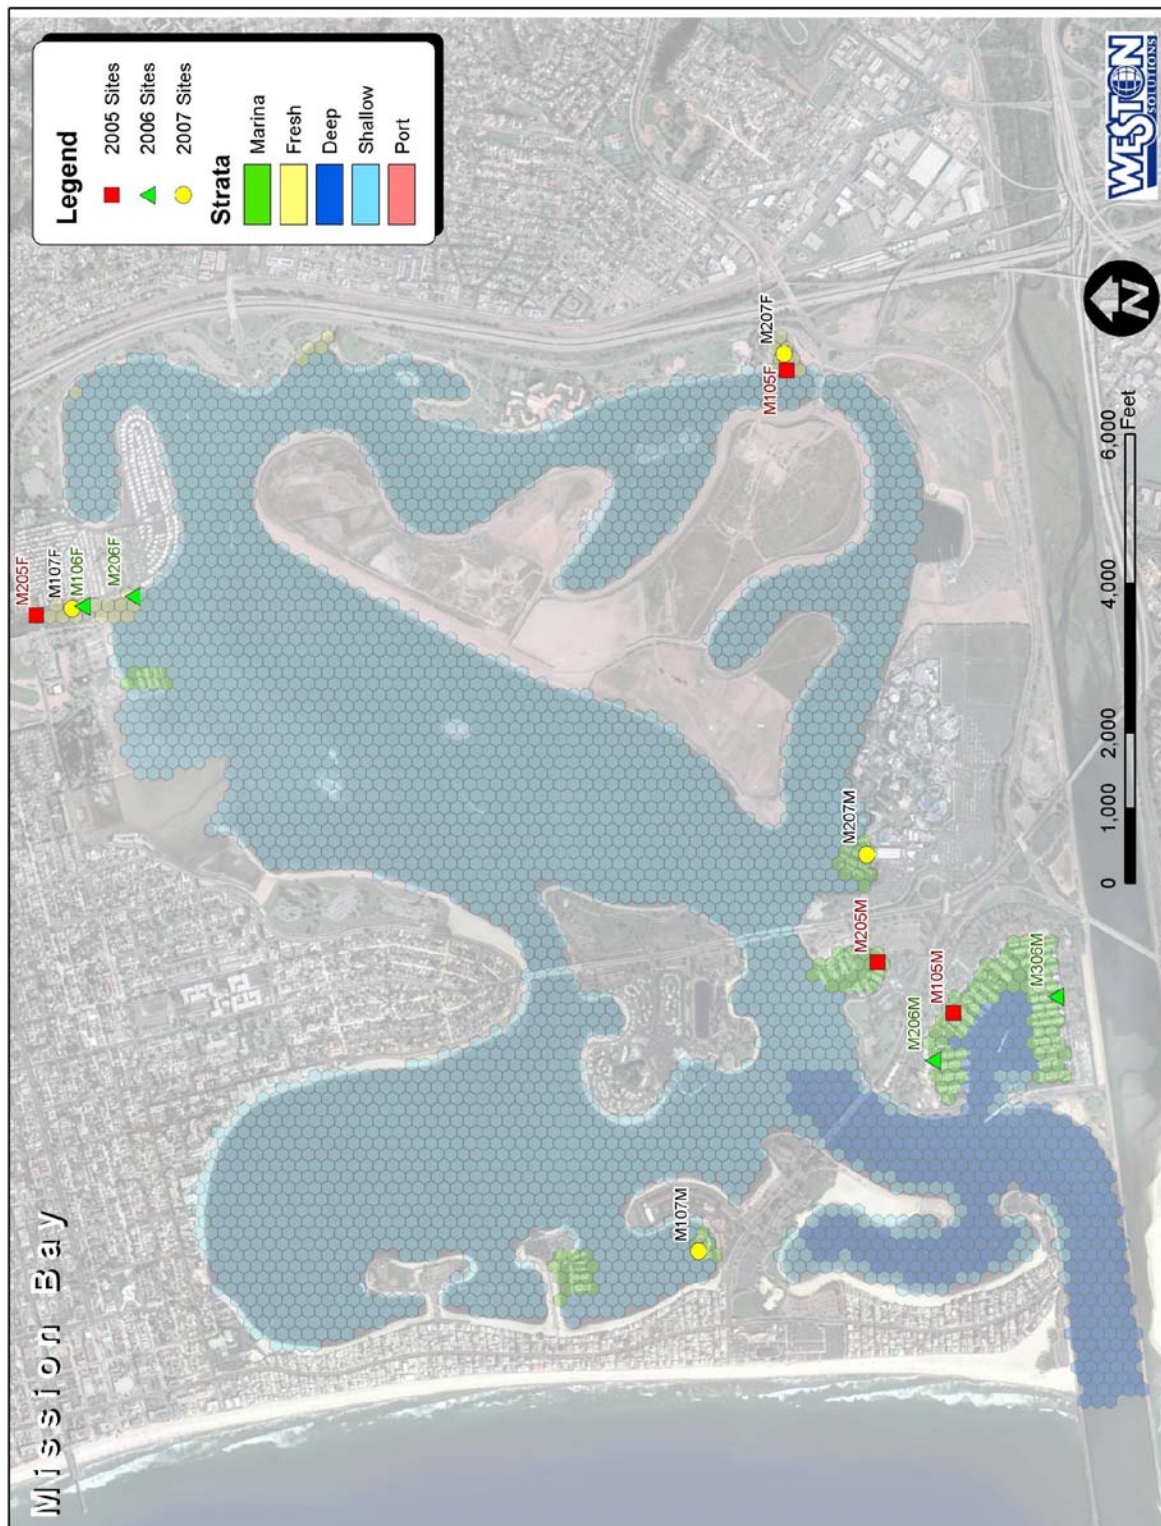 Mission Bay
Legend
2005 Sites
2006 Sites
2007 Sites
Strata
Marina
Fresh
Deep
Shallow
Port
M205F
M107F
M106F
M206F
M105F
M207F
M107M
M207M
M205M
M105M
M206M
M306M
0 1,000 2,000 4,000 6,000
Feet
N
WESTON
SOLUTIONS